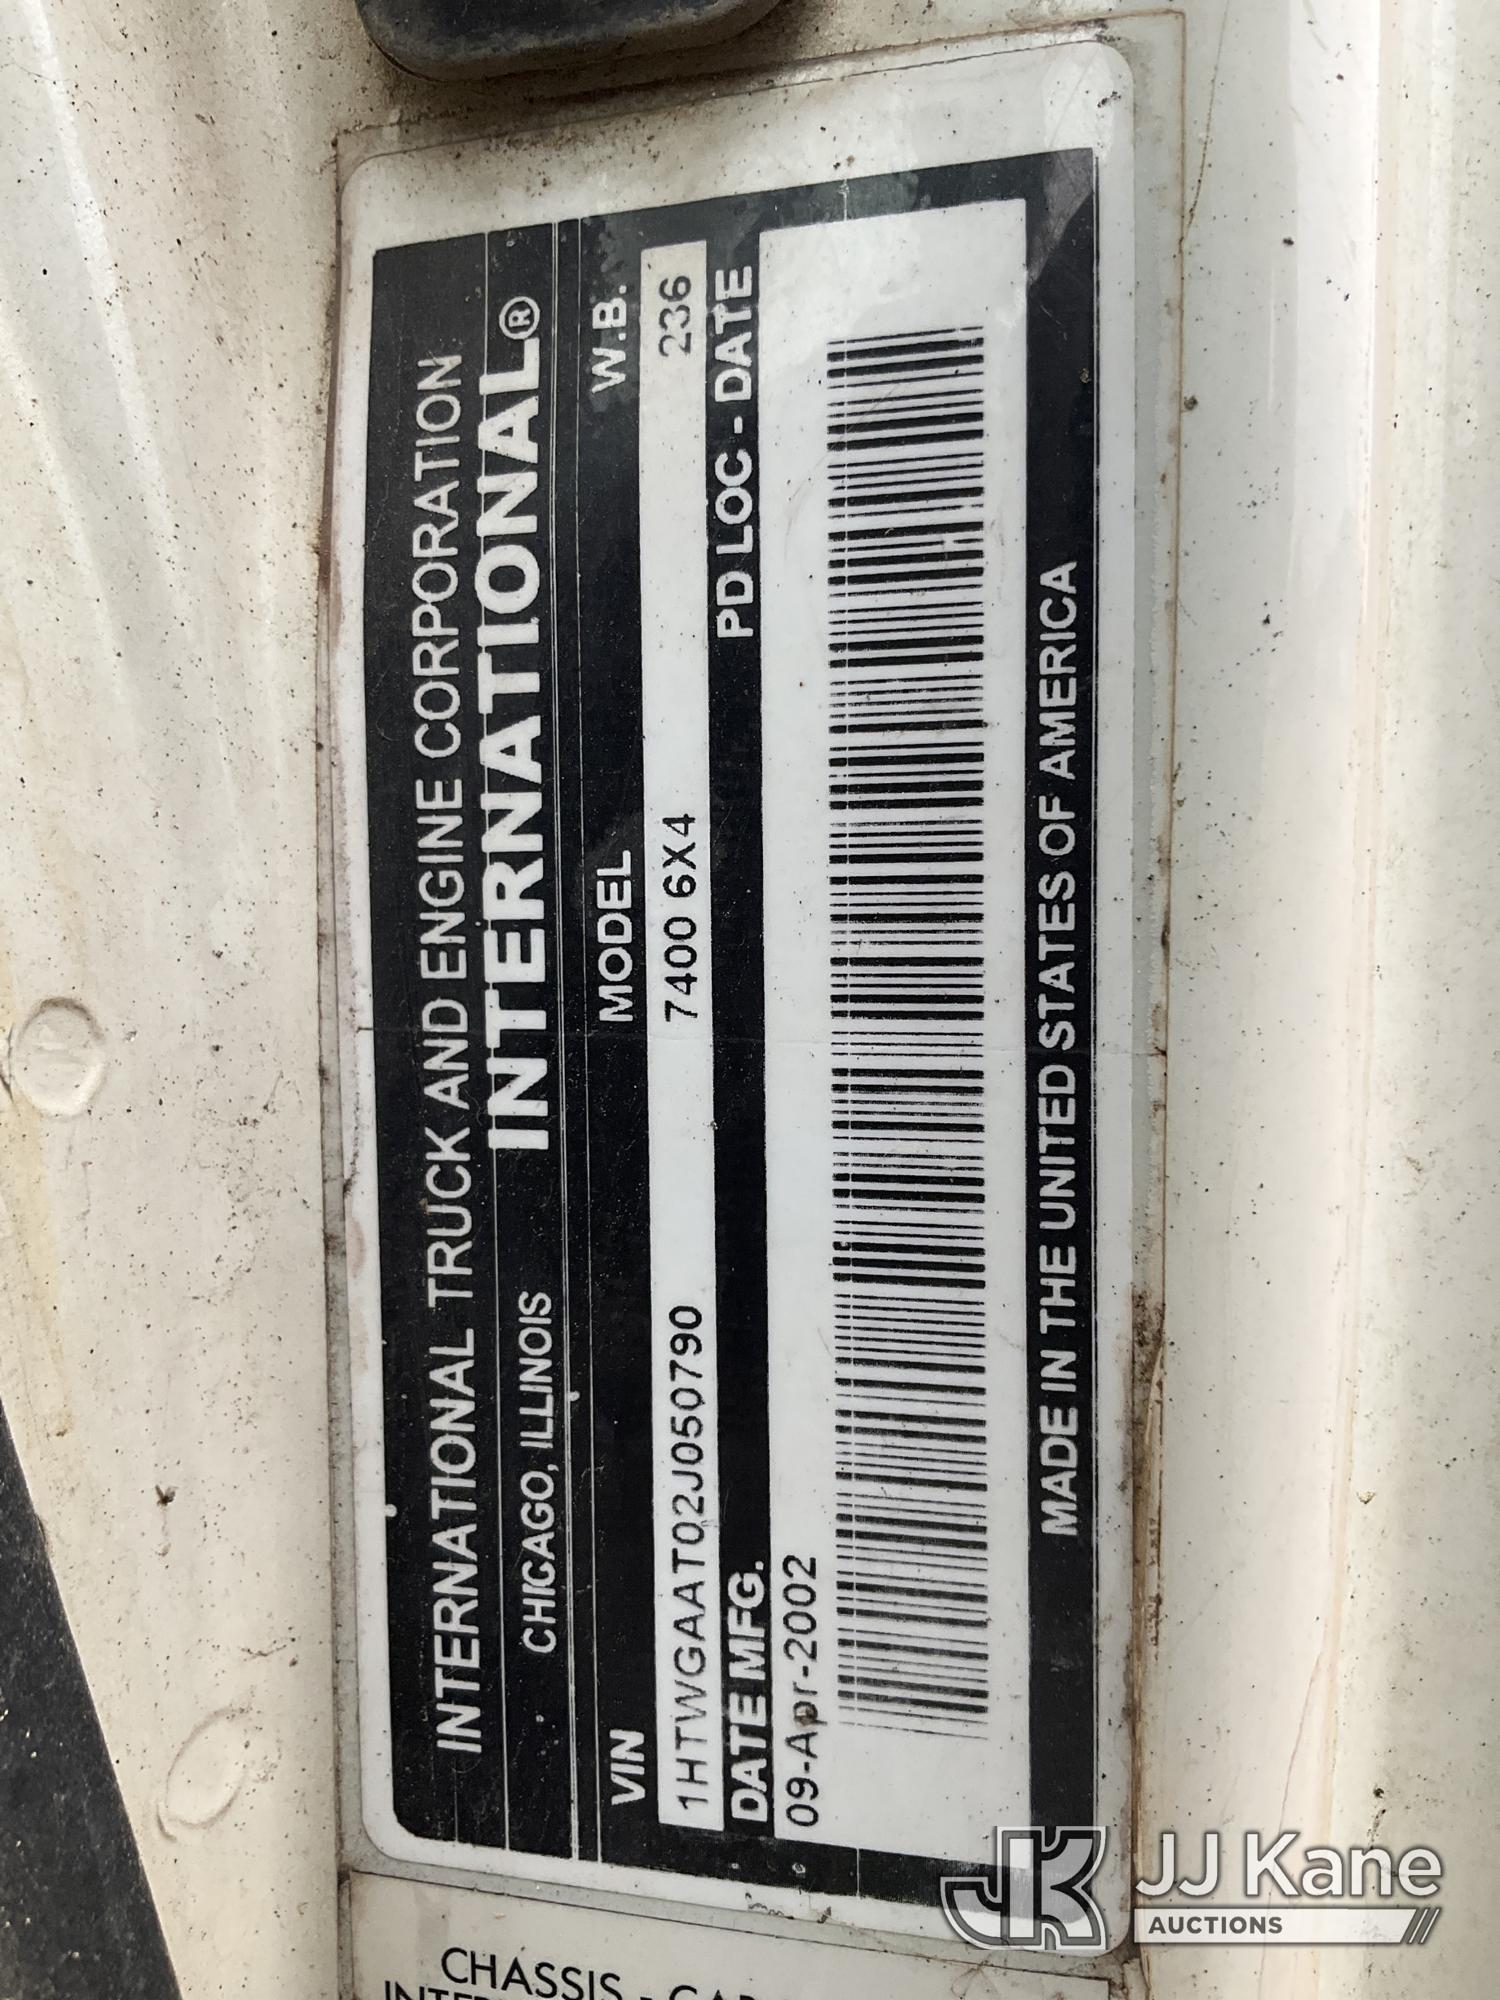 INTERNATIONAL TRUCK AND ENGINE CORPORATION
CHICAGO, ILLINOIS INTERNATIONAL®
VIN MODEL W.B.
1HTWGAAT02J050790 7400 6X4 236
DATE MFG. PD LOC - DATE
09-Apr-2002
MADE IN THE UNITED STATES OF AMERICA
CHASSIS -
JJ Kane
AUCTIONS